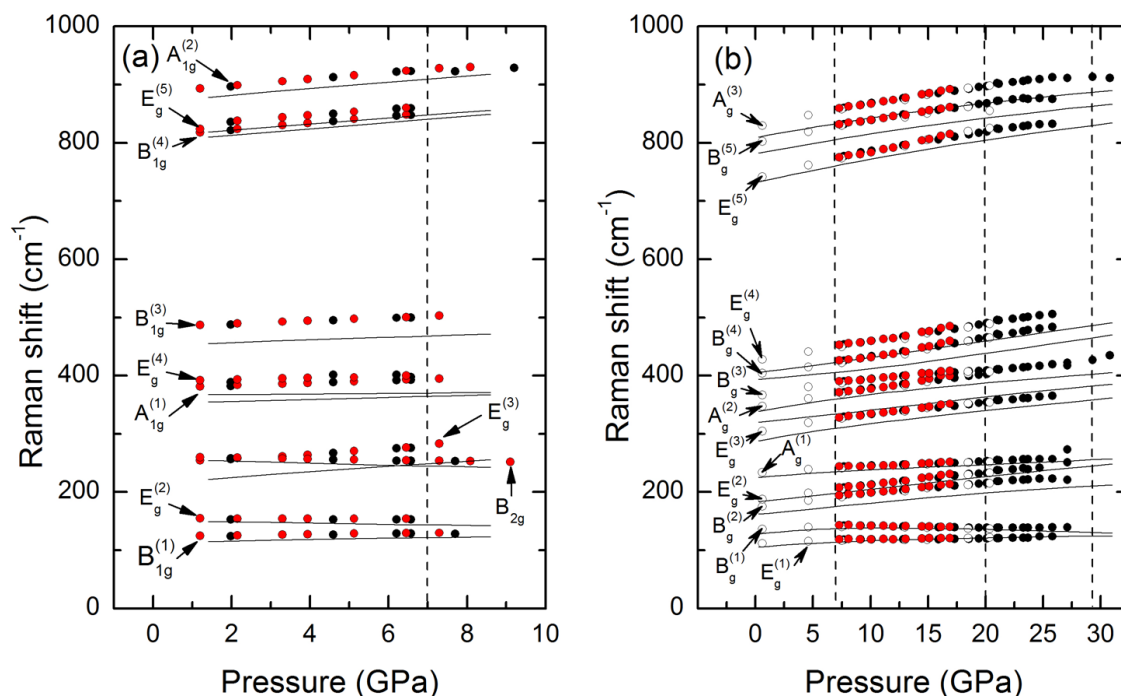 (a)
A1g(2)
Eg(5)
B1g(4)
B1g(3)
Eg(4)
A1g(1)
Eg(3)
Eg(2)
B2g
B1g(1)
1000
800
600
400
200
0
0 2 4 6 8 10
Raman shift (cm-1)
Pressure (GPa)
(b)
Ag(3)
Bg(5)
Eg(5)
Eg(4)
Bg(4)
Bg(3)
Ag(2)
Eg(3)
Ag(1)
Eg(2)
Bg(2)
Bg(1)
Eg(1)
1000
800
600
400
200
0
0 5 10 15 20 25 30
Raman shift (cm-1)
Pressure (GPa)